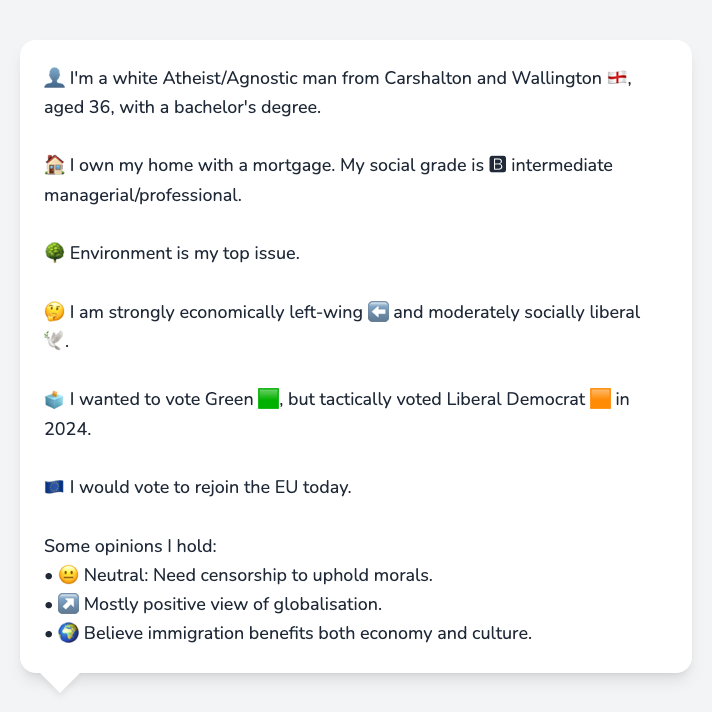 👤 I'm a white Atheist/Agnostic man from Carshalton and Wallington 🏴󠁧󠁢󠁥󠁮󠁧󠁿,
aged 36, with a bachelor's degree.
🏠 I own my home with a mortgage. My social grade is 🅱 intermediate
managerial/professional.
🌳 Environment is my top issue.
🤔 I am strongly economically left-wing ⬅️ and moderately socially liberal
🕊️.
🗳️ I wanted to vote Green 🟩, but tactically voted Liberal Democrat 🟧 in
2024.
🇪🇺 I would vote to rejoin the EU today.
Some opinions I hold:
• 😐 Neutral: Need censorship to uphold morals.
• ↗️ Mostly positive view of globalisation.
• 🌍 Believe immigration benefits both economy and culture.